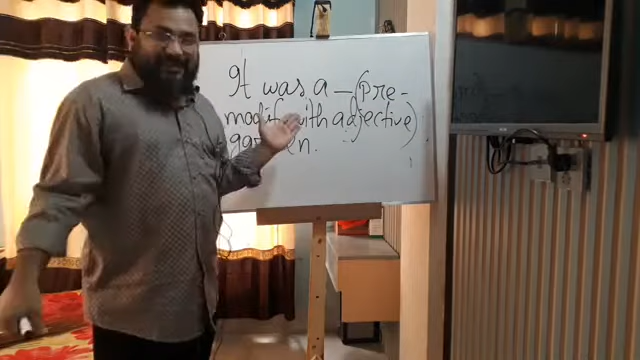 It was a — (pre-
modify with adjective)
garden.